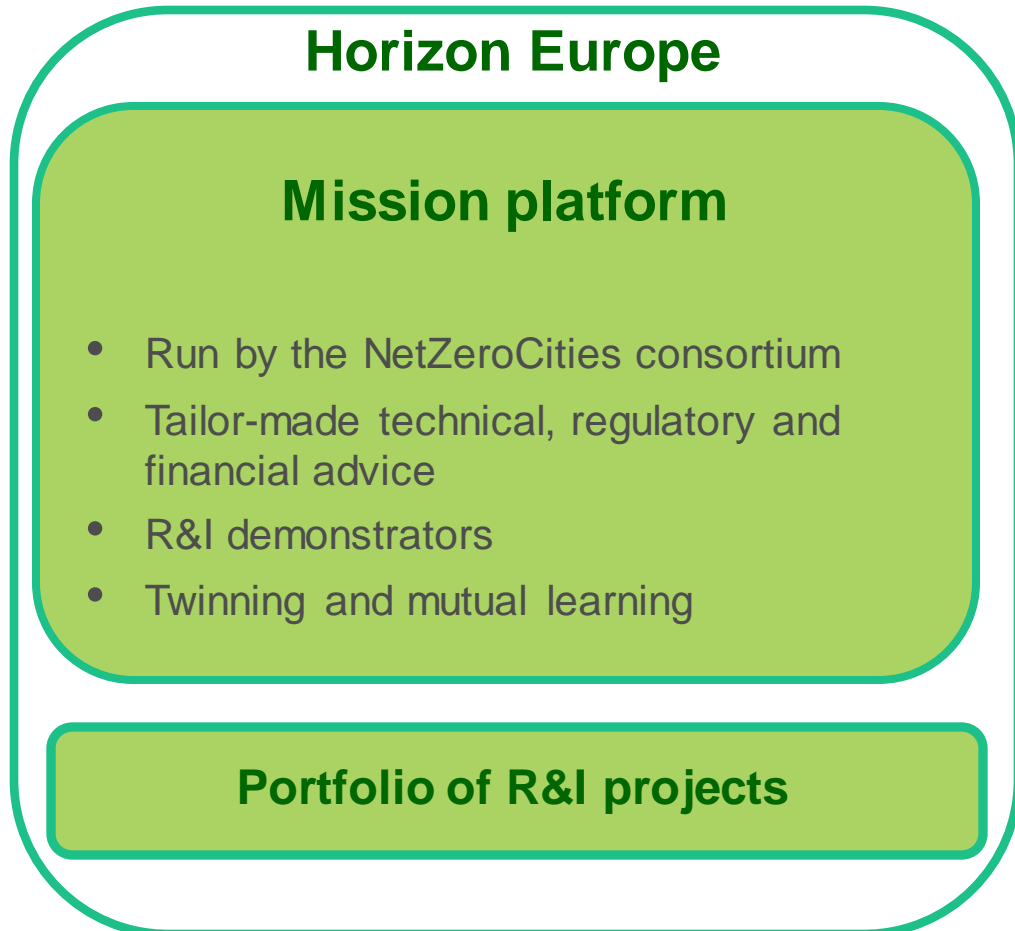 Horizon Europe
Mission platform
• Run by the NetZeroCities consortium
• Tailor-made technical, regulatory and
financial advice
• R&I demonstrators
• Twinning and mutual learning
Portfolio of R&I projects